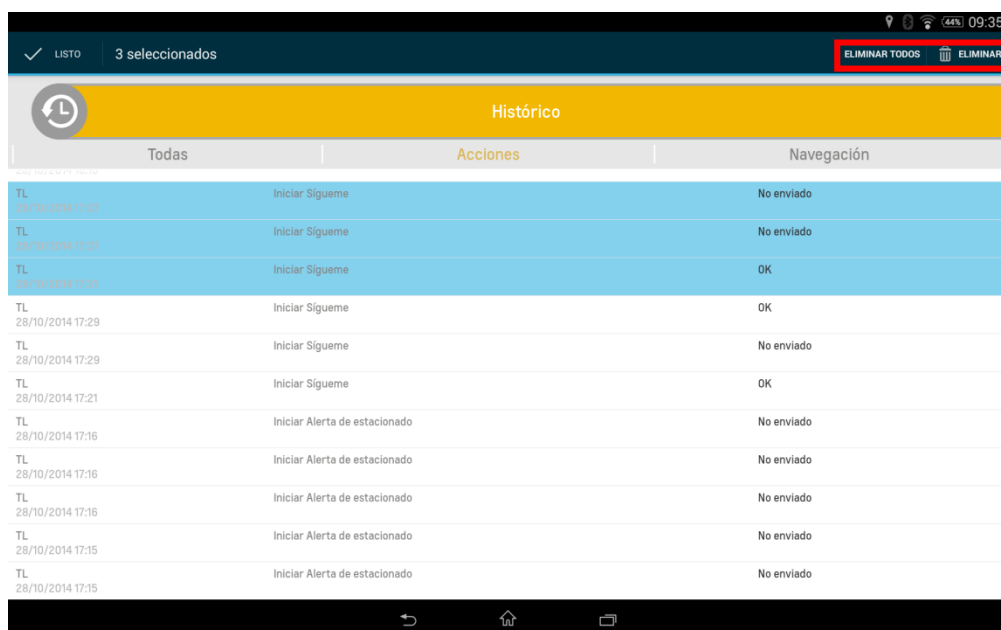 44% 09:35
LISTO 3 seleccionados ELIMINAR TODOS ELIMINAR
Histórico
Todas Acciones Navegación
TL Iniciar Sígueme No enviado
TL Iniciar Sígueme No enviado
TL Iniciar Sígueme OK
TL Iniciar Sígueme OK
28/10/2014 17:29
TL Iniciar Sígueme No enviado
28/10/2014 17:29
TL Iniciar Sígueme OK
28/10/2014 17:21
TL Iniciar Alerta de estacionado No enviado
28/10/2014 17:16
TL Iniciar Alerta de estacionado No enviado
28/10/2014 17:16
TL Iniciar Alerta de estacionado No enviado
28/10/2014 17:16
TL Iniciar Alerta de estacionado No enviado
28/10/2014 17:15
TL Iniciar Alerta de estacionado No enviado
28/10/2014 17:15